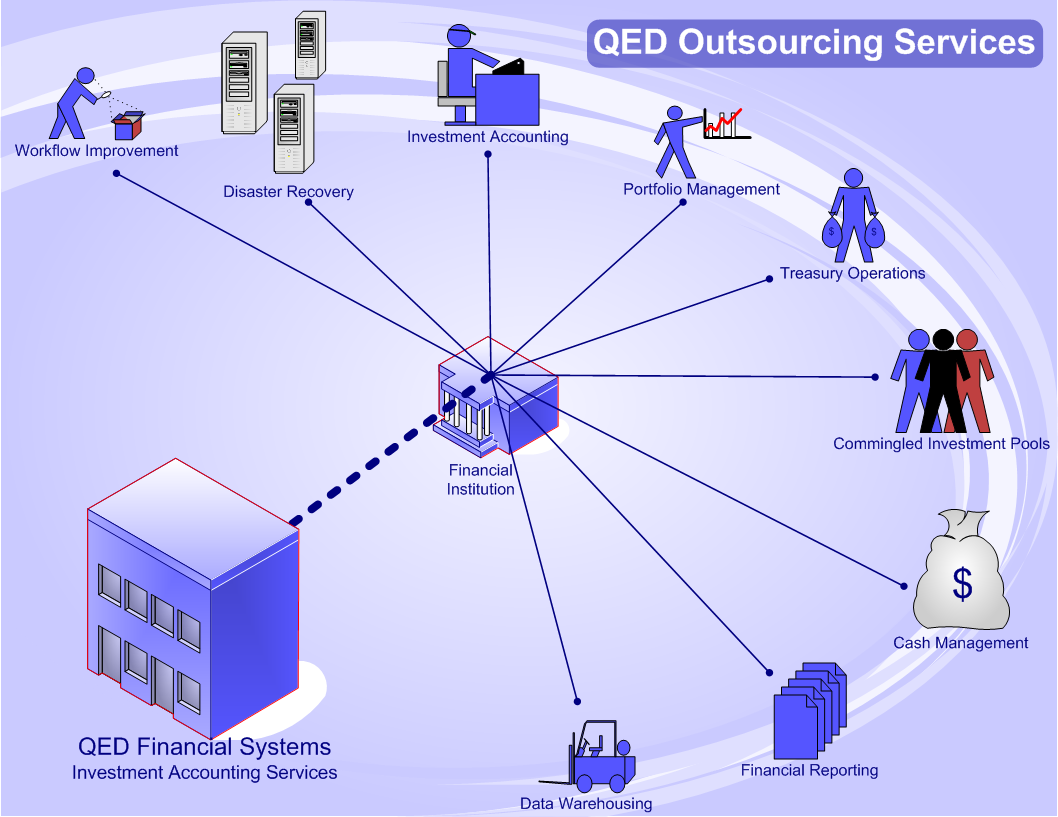 QED Outsourcing Services
Workflow Improvement
Disaster Recovery
Investment Accounting
Portfolio Management
$ $
Treasury Operations
Commingled Investment Pools
Financial
Institution
$
Cash Management
Financial Reporting
Data Warehousing
QED Financial Systems
Investment Accounting Services